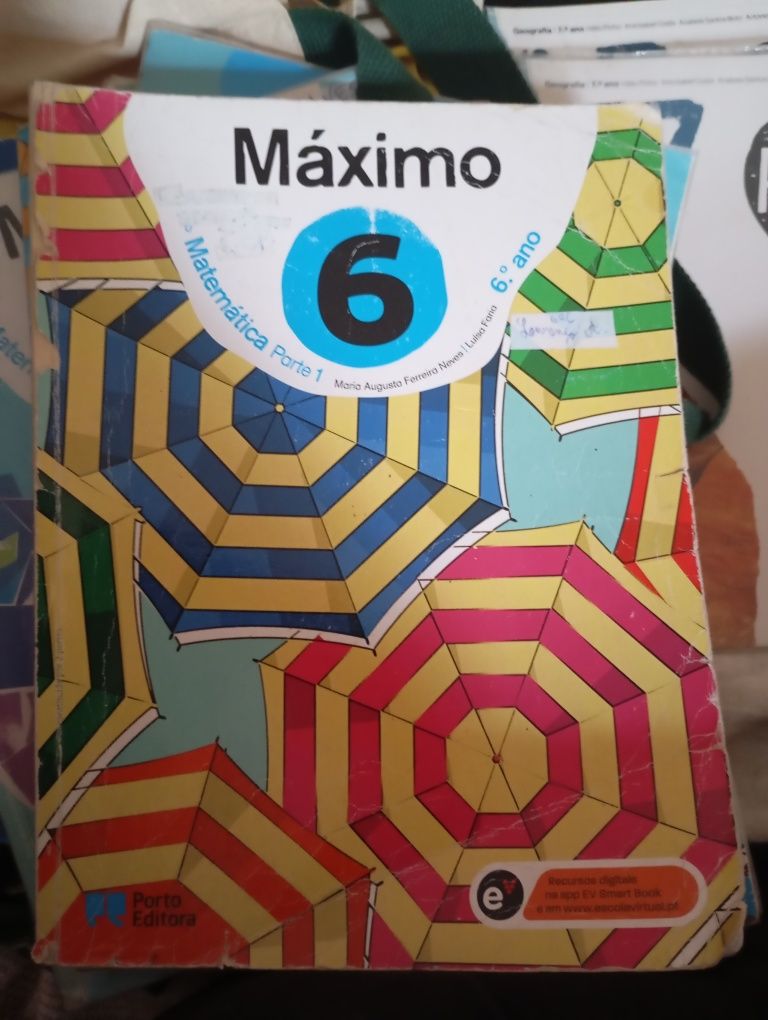 Máximo
6
Matemática Parte 1
Maria Augusta Ferreira Neves | Luísa Faria
6.º ano
Porto
Editora
Recursos digitais
na app EV Smart Book
e em www.escolavirtual.pt